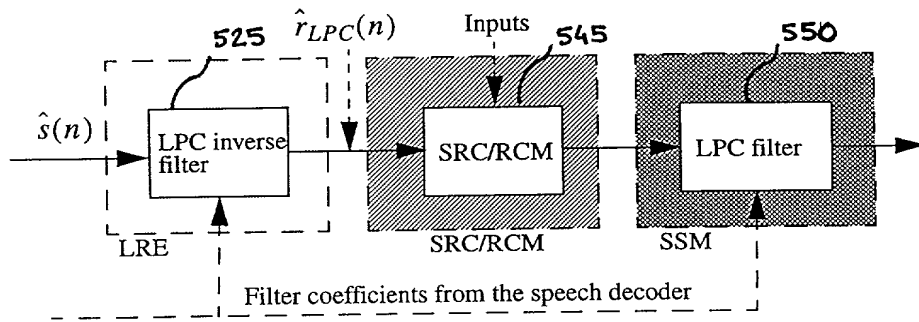 525
r̂_LPC(n)
Inputs
545
550
ŝ(n)
LPC inverse
filter
SRC/RCM
LPC filter
LRE
SRC/RCM
SSM
Filter coefficients from the speech decoder